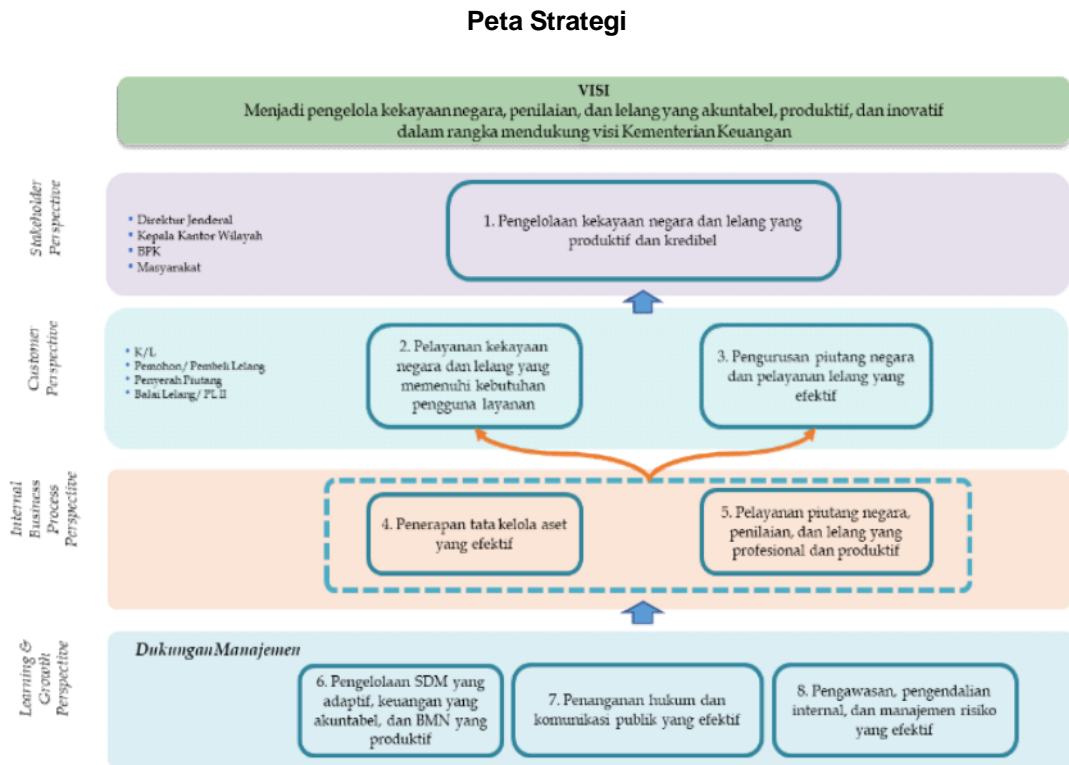 Peta Strategi
VISI
Menjadi pengelola kekayaan negara, penilaian, dan lelang yang akuntabel, produktif, dan inovatif
dalam rangka mendukung visi Kementerian Keuangan
Stakeholder
Perspective
Direktur Jenderal
Kepala Kantor Wilayah
BPK
Masyarakat
1. Pengelolaan kekayaan negara dan lelang yang
produktif dan kredibel
Customer
Perspective
K/L
Pemohon/ Pembeli Lelang
Penyerah Piutang
Balai Lelang/ PL II
2. Pelayanan kekayaan
negara dan lelang yang
memenuhi kebutuhan
pengguna layanan
3. Pengurusan piutang negara
dan pelayanan lelang yang
efektif
Internal
Business
Process
Perspective
4. Penerapan tata kelola aset
yang efektif
5. Pelayanan piutang negara,
penilaian, dan lelang yang
profesional dan produktif
Learning &
Growth
Perspective
Dukungan Manajemen
6. Pengelolaan SDM yang
adaptif, keuangan yang
akuntabel, dan BMN yang
produktif
7. Penanganan hukum dan
komunikasi publik yang efektif
8. Pengawasan, pengendalian
internal, dan manajemen risiko
yang efektif